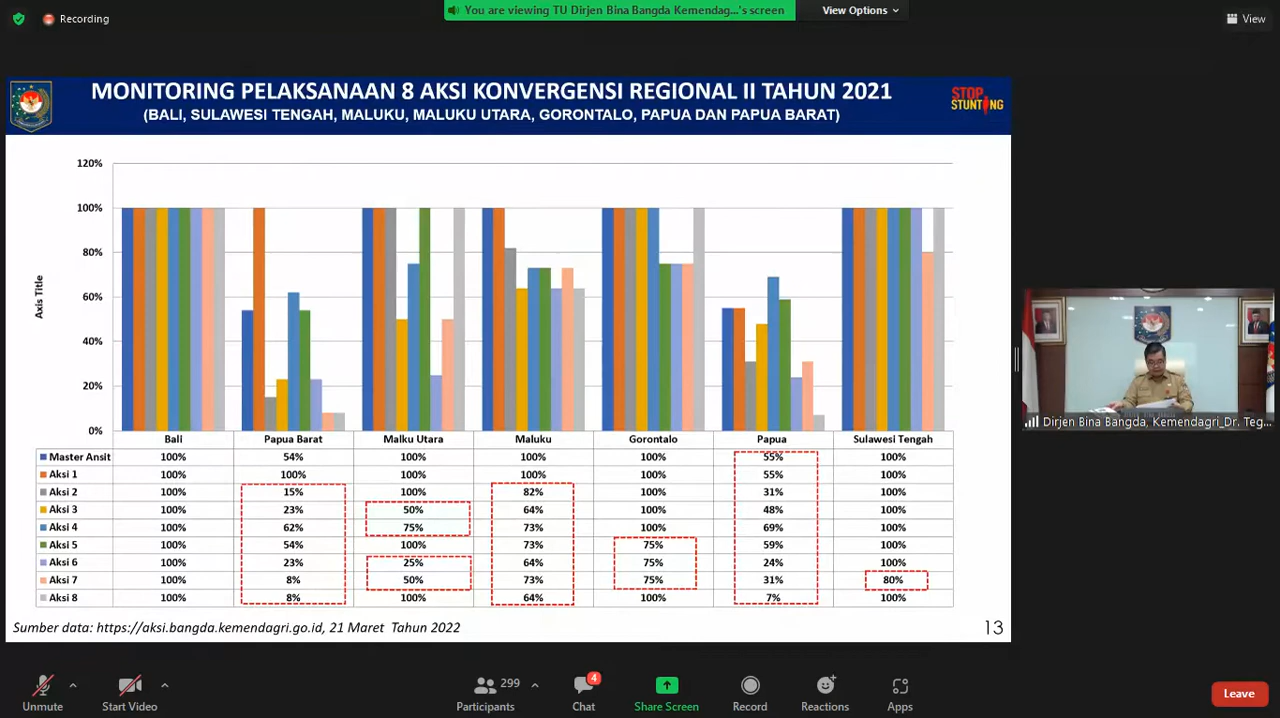 Recording
You are viewing TU Dirjen Bina Bangda Kemendag...'s screen
View Options
View
MONITORING PELAKSANAAN 8 AKSI KONVERGENSI REGIONAL II TAHUN 2021
(BALI, SULAWESI TENGAH, MALUKU, MALUKU UTARA, GORONTALO, PAPUA DAN PAPUA BARAT)
STOP
STUNTING
120%
100%
80%
60%
40%
20%
0%
Axis Title
Bali Papua Barat Malku Utara Maluku Gorontalo Papua Sulawesi Tengah
Master Ansit 100% 54% 100% 100% 100% 55% 100%
Aksi 1 100% 100% 100% 100% 100% 55% 100%
Aksi 2 100% 15% 100% 82% 100% 31% 100%
Aksi 3 100% 23% 50% 64% 100% 48% 100%
Aksi 4 100% 62% 75% 73% 100% 69% 100%
Aksi 5 100% 54% 100% 73% 75% 59% 100%
Aksi 6 100% 23% 25% 64% 75% 24% 100%
Aksi 7 100% 8% 50% 73% 75% 31% 80%
Aksi 8 100% 8% 100% 64% 100% 7% 100%
Sumber data: https://aksi.bangda.kemendagri.go.id, 21 Maret Tahun 2022
13
Dirjen Bina Bangda, Kemendagri_Dr. Teg...
Unmute
Start Video
299
Participants
4
Chat
Share Screen
Record
Reactions
Apps
Leave